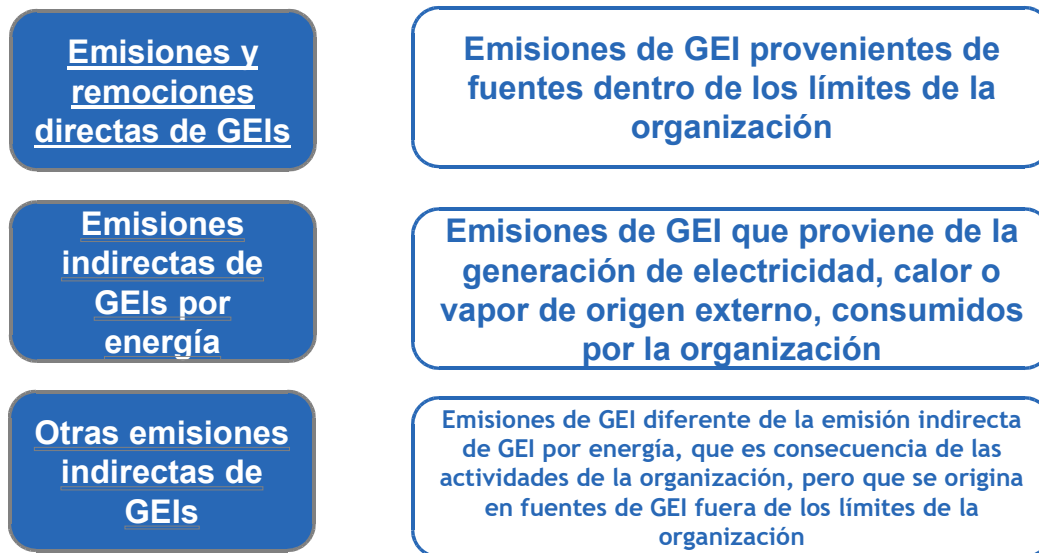 Emisiones y
remociones
directas de GEIs
Emisiones de GEI provenientes de
fuentes dentro de los límites de la
organización
Emisiones
indirectas de
GEIs por
energía
Emisiones de GEI que proviene de la
generación de electricidad, calor o
vapor de origen externo, consumidos
por la organización
Otras emisiones
indirectas de
GEIs
Emisiones de GEI diferente de la emisión indirecta
de GEI por energía, que es consecuencia de las
actividades de la organización, pero que se origina
en fuentes de GEI fuera de los límites de la
organización